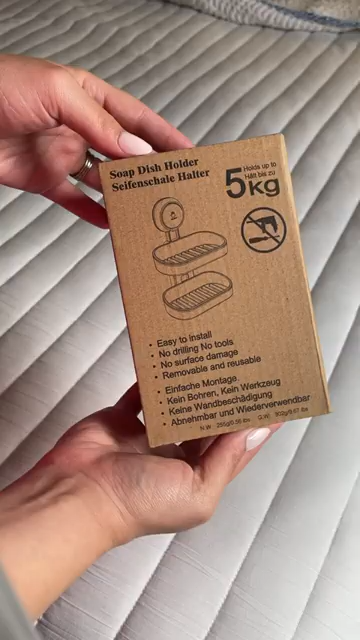 Soap Dish Holder
Seifenschale Halter
5kg
Holds up to
Hält bis zu
• Easy to install
• No drilling No tools
• No surface damage
• Removable and reusable
• Einfache Montage
• Kein Bohren, Kein Werkzeug
• Keine Wandbeschädigung
• Abnehmbar und Wiederverwendbar
N.W. G.W.